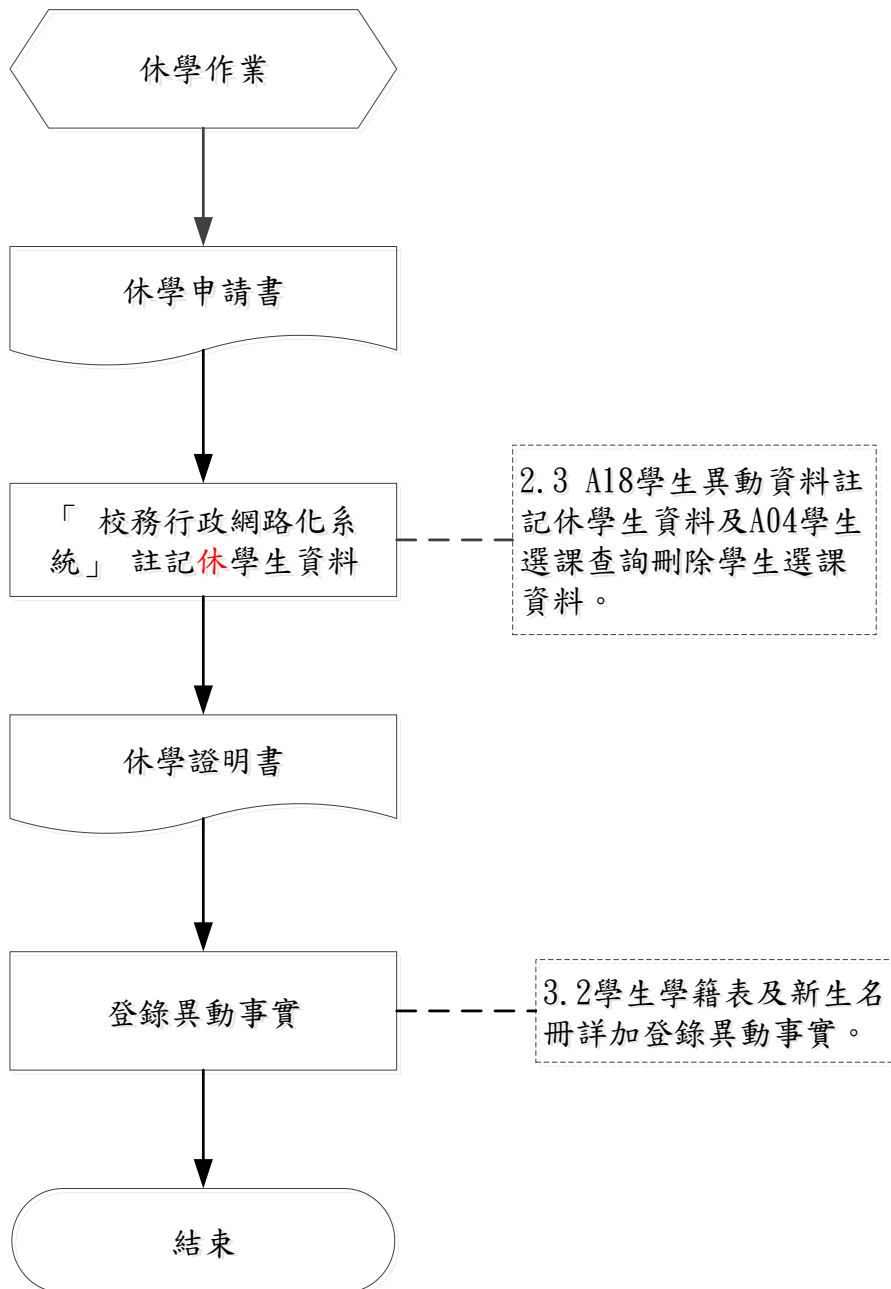 休學作業
休學申請書
「 校務行政網路化系
統」 註記休學生資料
2.3 A18學生異動資料註
記休學生資料及A04學生
選課查詢刪除學生選課
資料。
休學證明書
登錄異動事實
3.2學生學籍表及新生名
冊詳加登錄異動事實。
結束